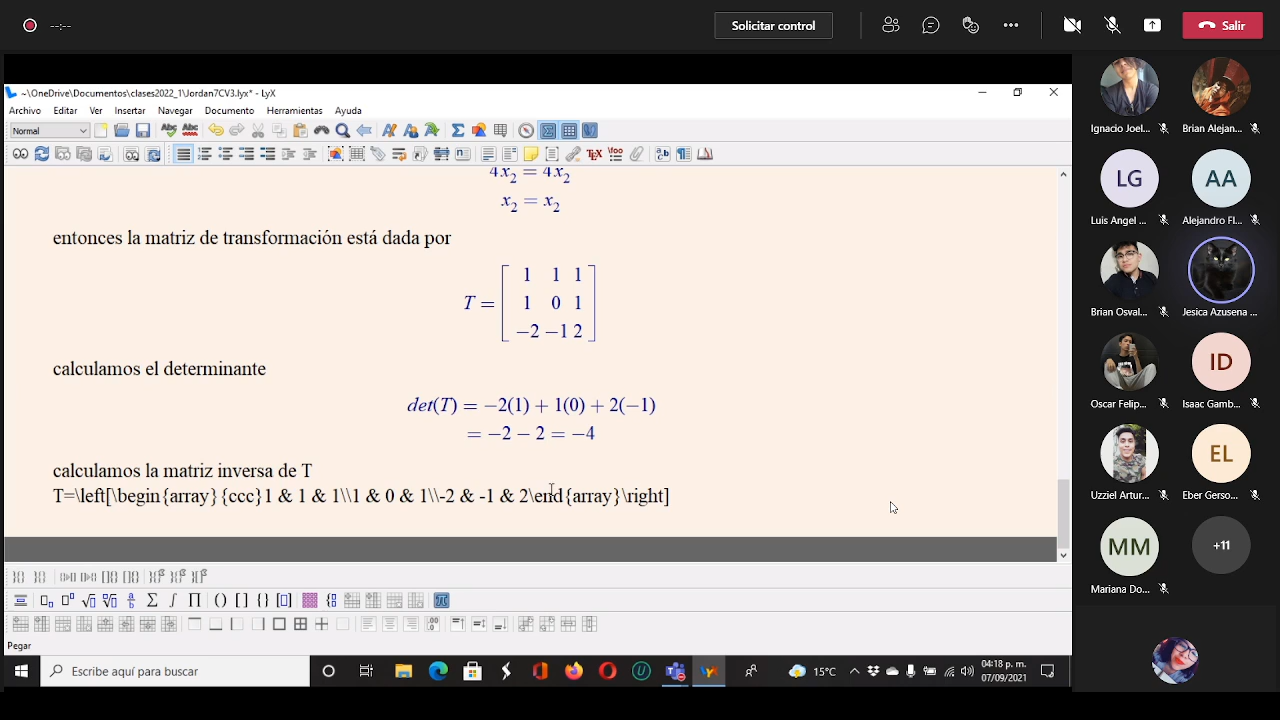 --:--
Solicitar control
Salir
~\OneDrive\Documentos\clases2022_1\Jordan7CV3.lyx* - LyX
Archivo Editar Ver Insertar Navegar Documento Herramientas Ayuda
Normal
4x₂ = 4x₂
x₂ = x₂
entonces la matriz de transformación está dada por
T = [ 1 1 1
1 0 1
−2 −1 2 ]
calculamos el determinante
det(T) = −2(1) + 1(0) + 2(−1)
= −2 − 2 = −4
calculamos la matriz inversa de T
T=\left[\begin{array}{ccc}1 & 1 & 1\\1 & 0 & 1\\-2 & -1 & 2\end{array}\right]
Pegar
Escribe aquí para buscar
15°C
04:18 p. m.
07/09/2021
Ignacio Joel...
Brian Alejan...
LG
AA
Luis Angel ...
Alejandro Fl...
Brian Osval...
Jesica Azusena ...
ID
Oscar Felip...
Isaac Gamb...
EL
Uzziel Artur...
Eber Gerso...
MM
+11
Mariana Do...